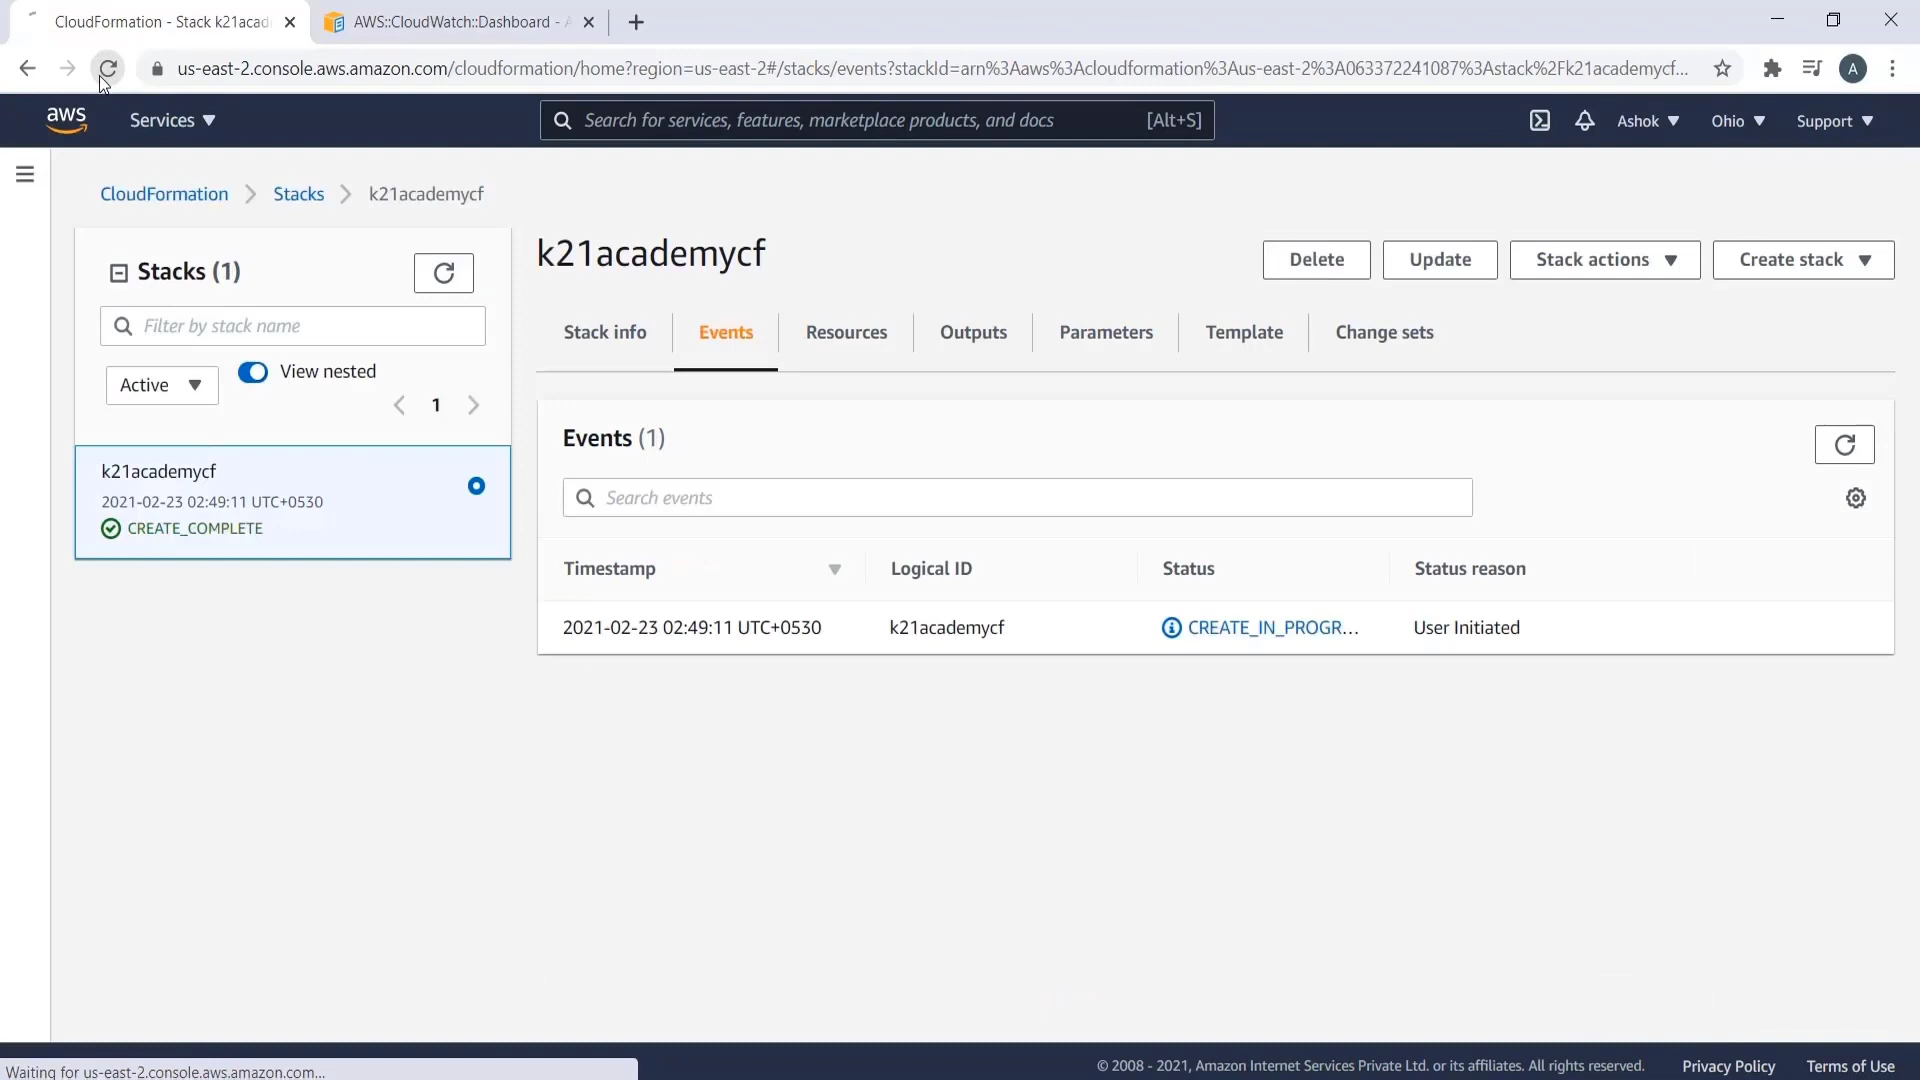 CloudFormation - Stack k21acad
AWS::CloudWatch::Dashboard - A
us-east-2.console.aws.amazon.com/cloudformation/home?region=us-east-2#/stacks/events?stackId=arn%3Aaws%3Acloudformation%3Aus-east-2%3A063372241087%3Astack%2Fk21academycf...
A
aws
Services
Search for services, features, marketplace products, and docs
[Alt+S]
Ashok
Ohio
Support
CloudFormation
Stacks
k21academycf
Stacks (1)
Filter by stack name
Active
View nested
1
k21academycf
2021-02-23 02:49:11 UTC+0530
CREATE_COMPLETE
k21academycf
Delete
Update
Stack actions
Create stack
Stack info
Events
Resources
Outputs
Parameters
Template
Change sets
Events (1)
Search events
Timestamp
Logical ID
Status
Status reason
2021-02-23 02:49:11 UTC+0530
k21academycf
CREATE_IN_PROGR...
User Initiated
Waiting for us-east-2.console.aws.amazon.com...
© 2008 - 2021, Amazon Internet Services Private Ltd. or its affiliates. All rights reserved.
Privacy Policy
Terms of Use